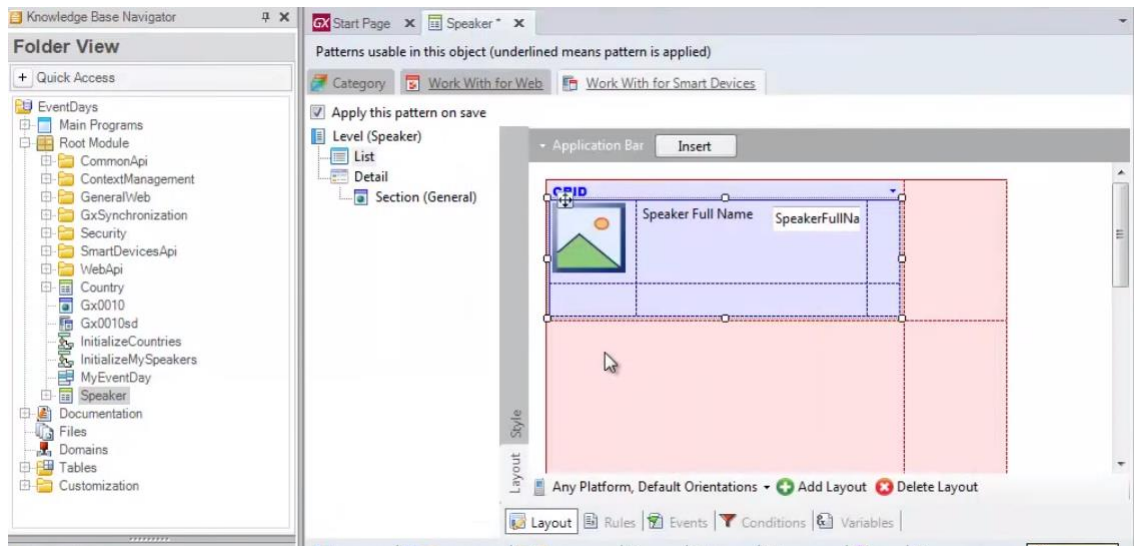 Knowledge Base Navigator
Folder View
+ Quick Access
EventDays
Main Programs
Root Module
CommonApi
ContextManagement
GeneralWeb
GxSynchronization
Security
SmartDevicesApi
WebApi
Country
Gx0010
Gx0010sd
InitializeCountries
InitializeMySpeakers
MyEventDay
Speaker
Documentation
Files
Domains
Tables
Customization
GX Start Page
Speaker *
Patterns usable in this object (underlined means pattern is applied)
Category
Work With for Web
Work With for Smart Devices
Apply this pattern on save
Level (Speaker)
List
Detail
Section (General)
Application Bar
Insert
GRID
Speaker Full Name
SpeakerFullNa
Style
Layout
Any Platform, Default Orientations
Add Layout
Delete Layout
Layout
Rules
Events
Conditions
Variables